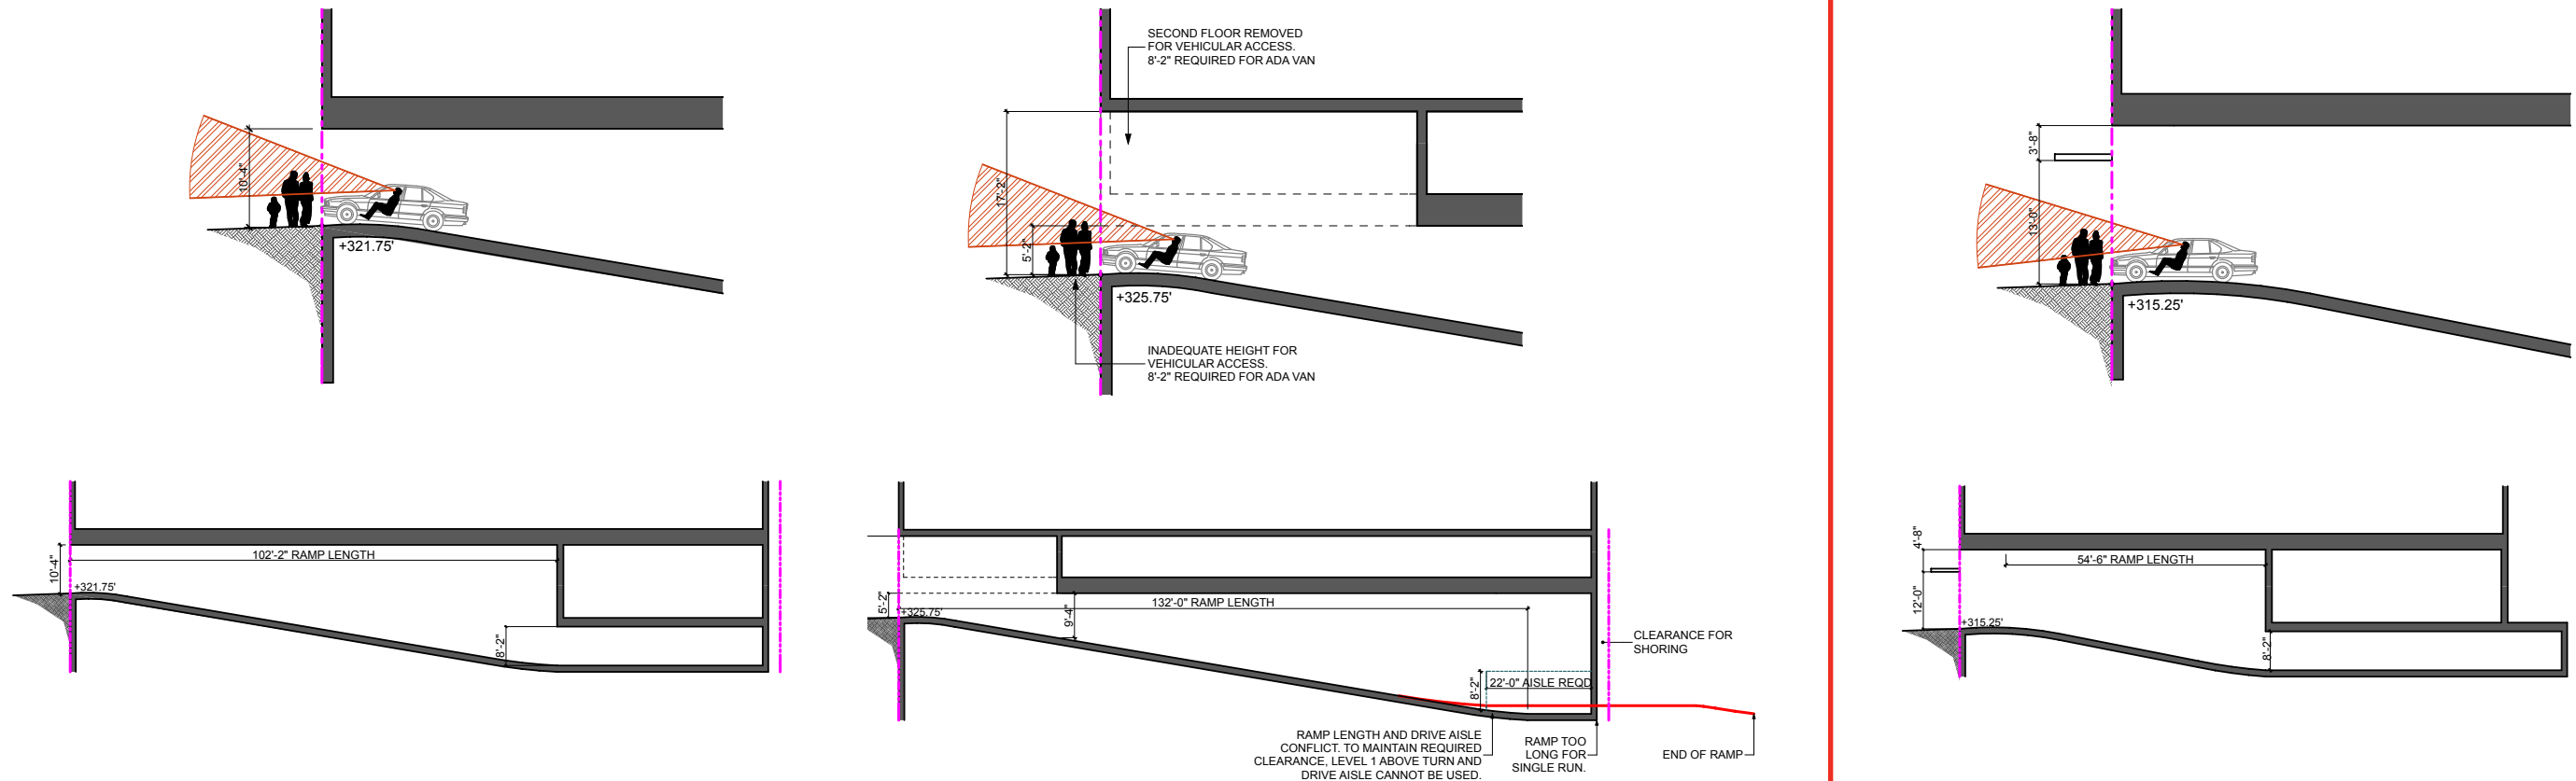 SECOND FLOOR REMOVED
FOR VEHICULAR ACCESS.
8'-2" REQUIRED FOR ADA VAN
10'-4"
+321.75'
17'-2"
5'-2"
+325.75'
INADEQUATE HEIGHT FOR
VEHICULAR ACCESS.
8'-2" REQUIRED FOR ADA VAN
3'-8"
13'-0"
+315.25'
10'-4"
102'-2" RAMP LENGTH
+321.75'
8'-2"
5'-2"
+325.75'
9'-4"
132'-0" RAMP LENGTH
CLEARANCE FOR
SHORING
8'-2"
22'-0" AISLE REQD
RAMP LENGTH AND DRIVE AISLE
CONFLICT. TO MAINTAIN REQUIRED
CLEARANCE, LEVEL 1 ABOVE TURN AND
DRIVE AISLE CANNOT BE USED.
RAMP TOO
LONG FOR
SINGLE RUN.
END OF RAMP
4'-8"
54'-6" RAMP LENGTH
12'-0"
+315.25'
8'-2"